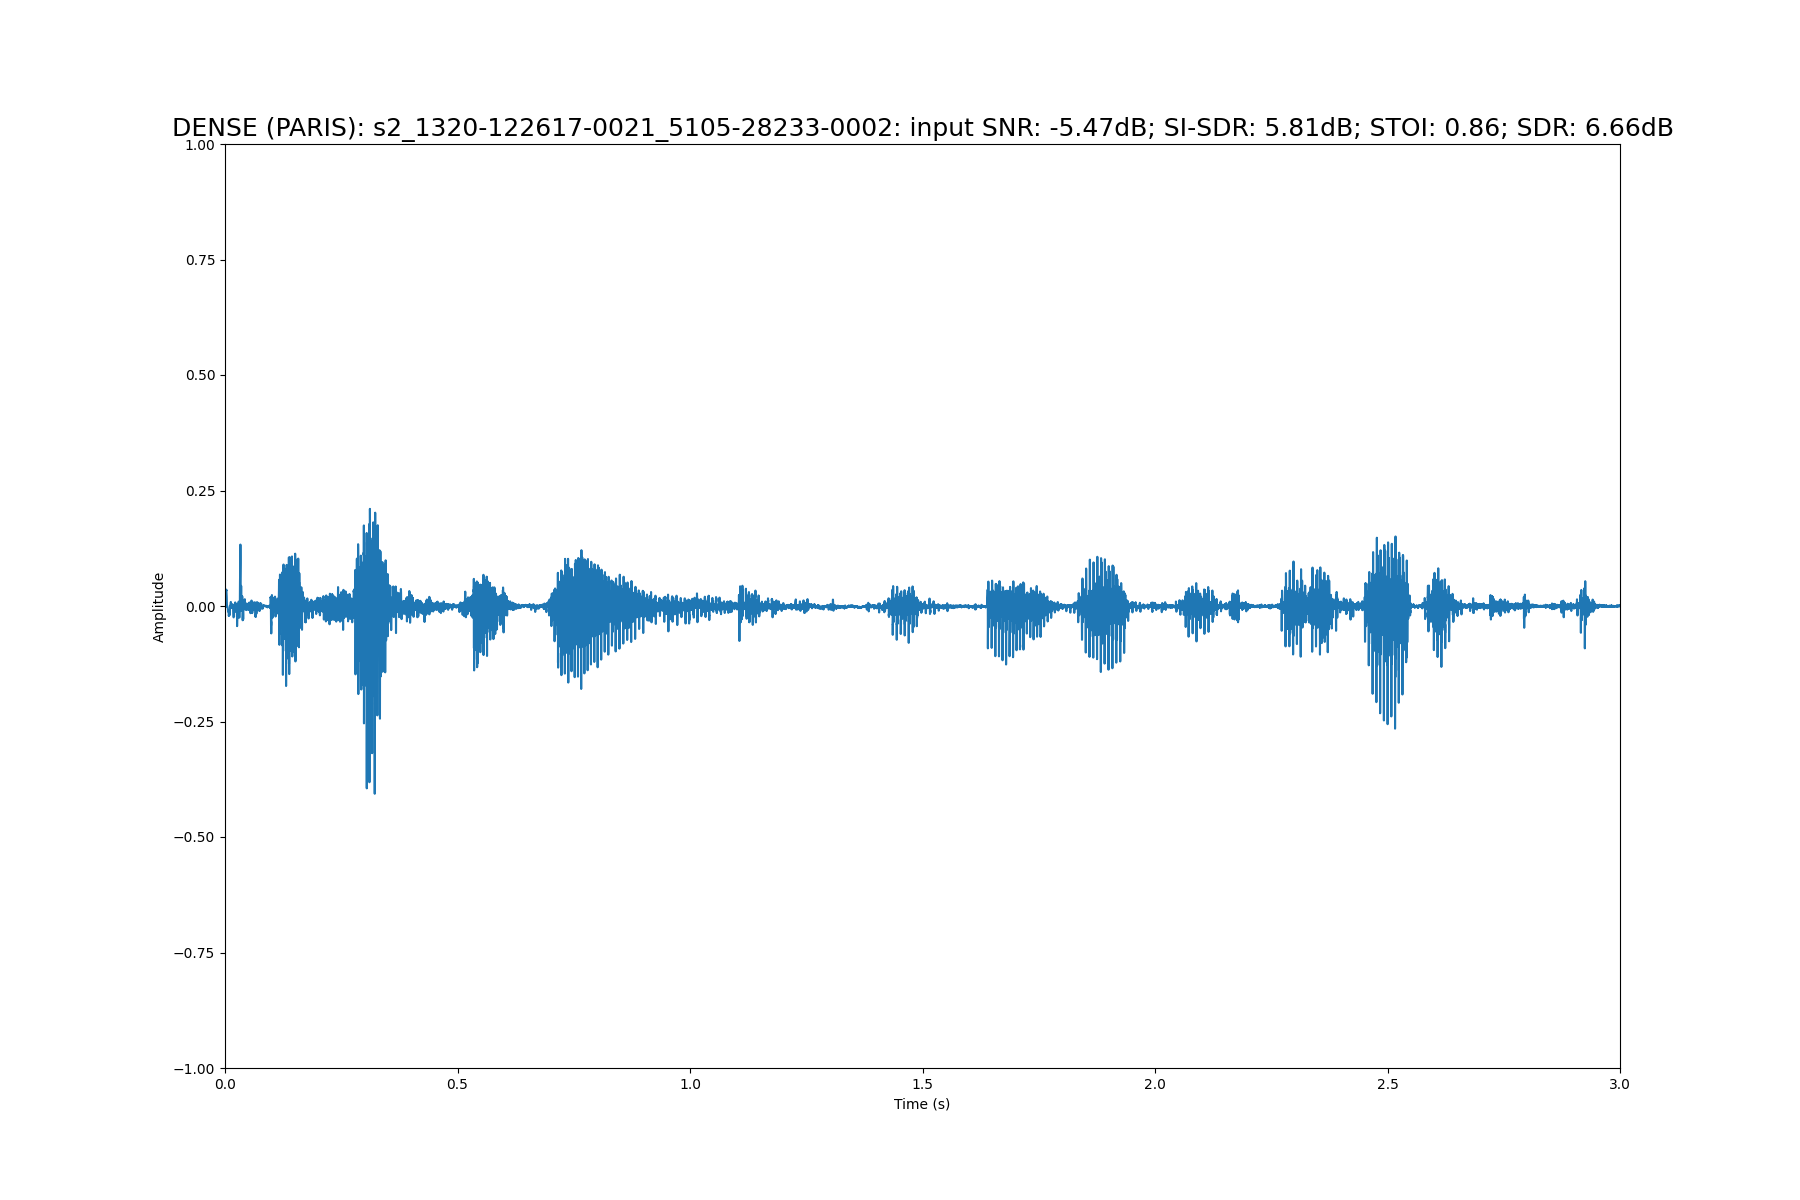 DENSE (PARIS): s2_1320-122617-0021_5105-28233-0002: input SNR: -5.47dB; SI-SDR: 5.81dB; STOI: 0.86; SDR: 6.66dB
1.00
0.75
0.50
0.25
0.00
−0.25
−0.50
−0.75
−1.00
Amplitude
0.0 0.5 1.0 1.5 2.0 2.5 3.0
Time (s)